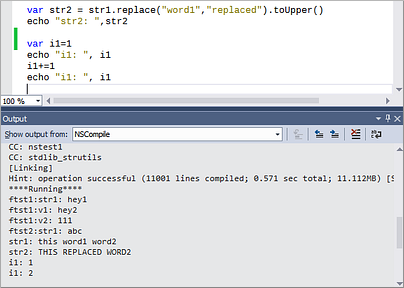 var str2 = str1.replace("word1","replaced").toUpper()
echo "str2: ",str2
var i1=1
echo "i1: ", i1
i1+=1
echo "i1: ", i1
100 %
Output
Show output from: NSCompile
CC: nstest1
CC: stdlib_strutils
[Linking]
Hint: operation successful (11001 lines compiled; 0.571 sec total; 11.112MB) [S
****Running****
ftst1:str1: hey1
ftst1:v1: hey2
ftst1:v2: 111
ftst2:str1: abc
str1: this word1 word2
str2: THIS REPLACED WORD2
i1: 1
i1: 2